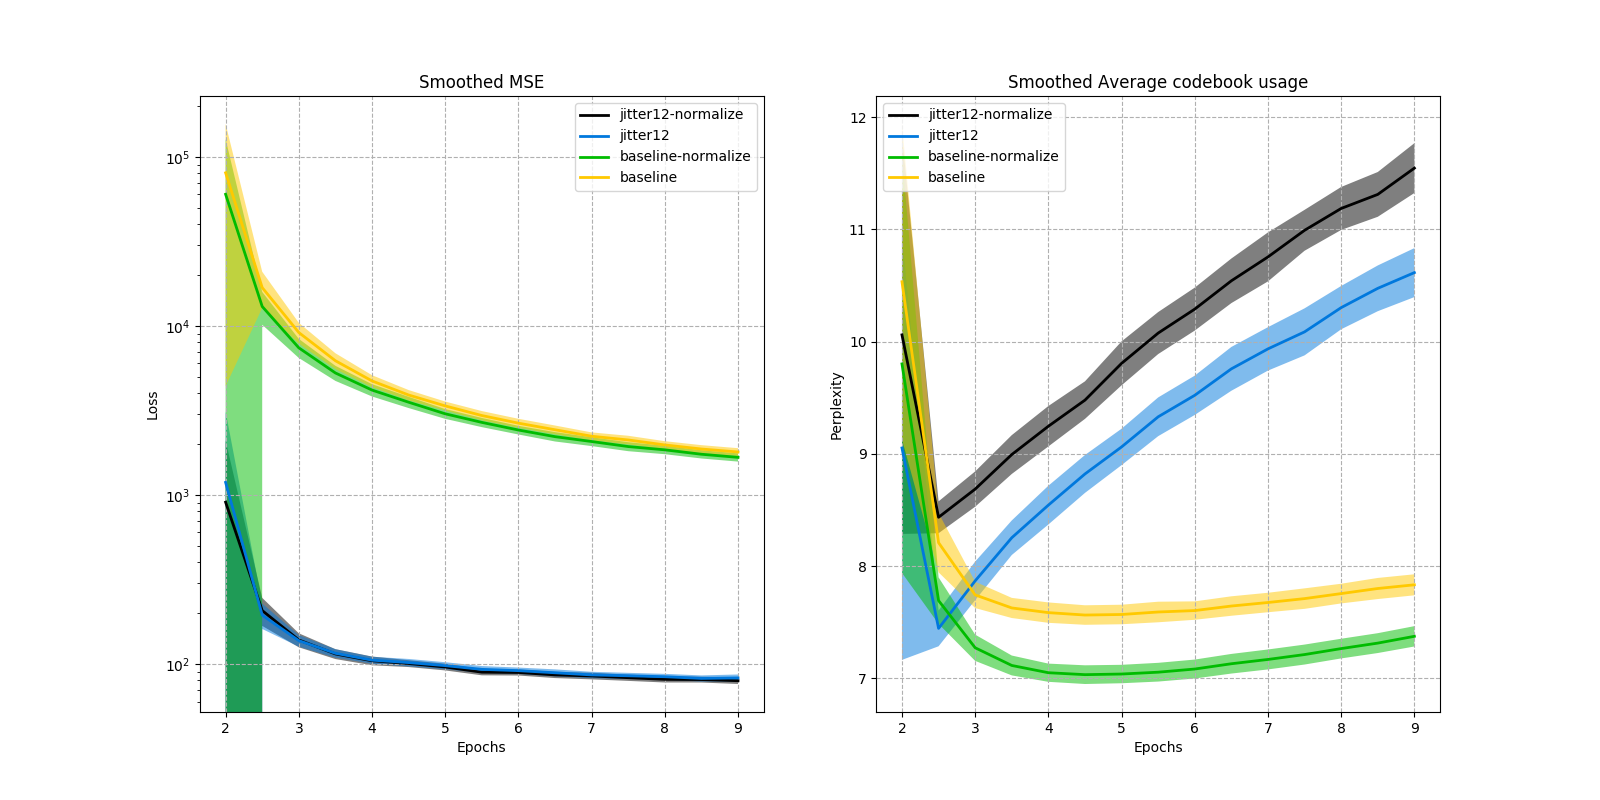 Smoothed MSE
Loss
10^5
10^4
10^3
10^2
2 3 4 5 6 7 8 9
Epochs
jitter12-normalize
jitter12
baseline-normalize
baseline
Smoothed Average codebook usage
Perplexity
12
11
10
9
8
7
2 3 4 5 6 7 8 9
Epochs
jitter12-normalize
jitter12
baseline-normalize
baseline